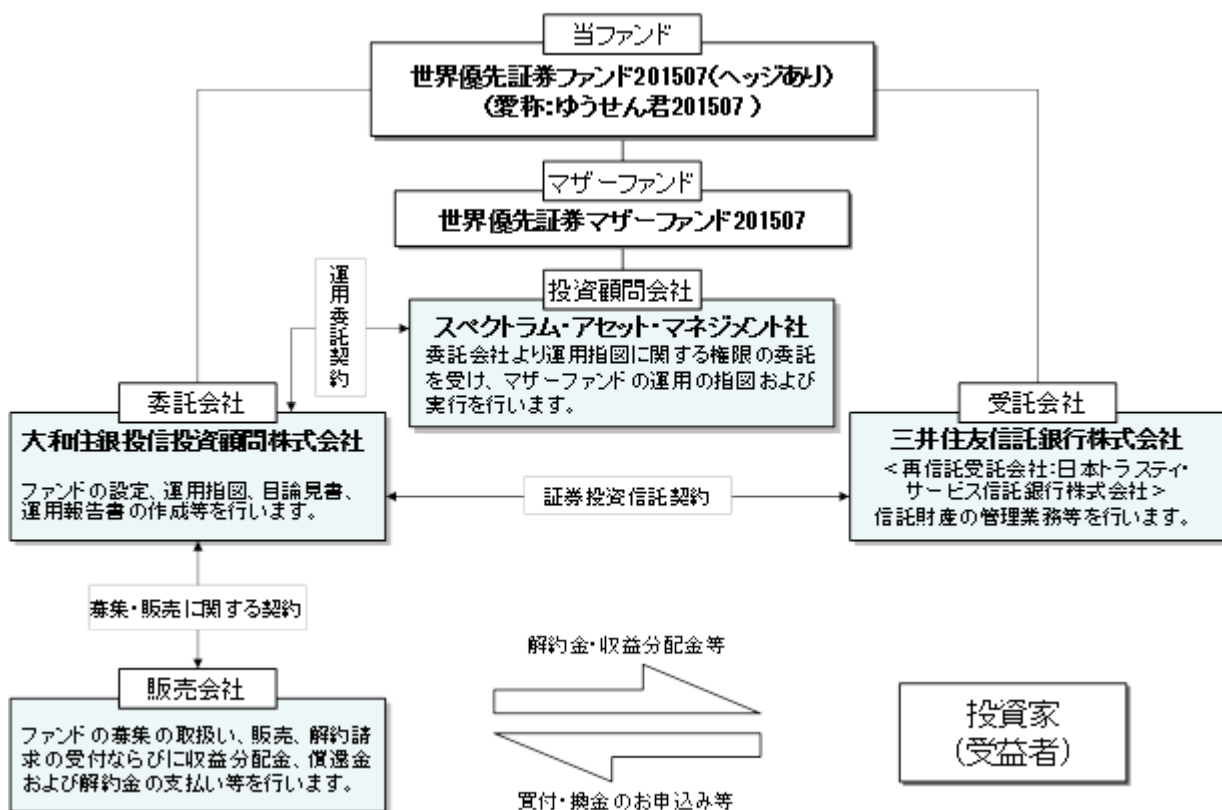 当ファンド
世界優先証券ファンド201507(ヘッジあり)
(愛称:ゆうせん君201507 )
マザーファンド
世界優先証券マザーファンド201507
運用委託契約
投資顧問会社
スペクトラム・アセット・マネジメント社
委託会社より運用指図に関する権限の委託
を受け、マザーファンドの運用の指図および
実行を行います。
委託会社
大和住銀投信投資顧問株式会社
ファンドの設定、運用指図、目論見書、
運用報告書の作成等を行います。
証券投資信託契約
受託会社
三井住友信託銀行株式会社
<再信託受託会社:日本トラスティ・
サービス信託銀行株式会社>
信託財産の管理業務等を行います。
募集・販売に関する契約
販売会社
ファンドの募集の取扱い、販売、解約請
求の受付ならびに収益分配金、償還金
および解約金の支払い等を行います。
解約金・収益分配金等
買付・換金のお申込み等
投資家
(受益者)